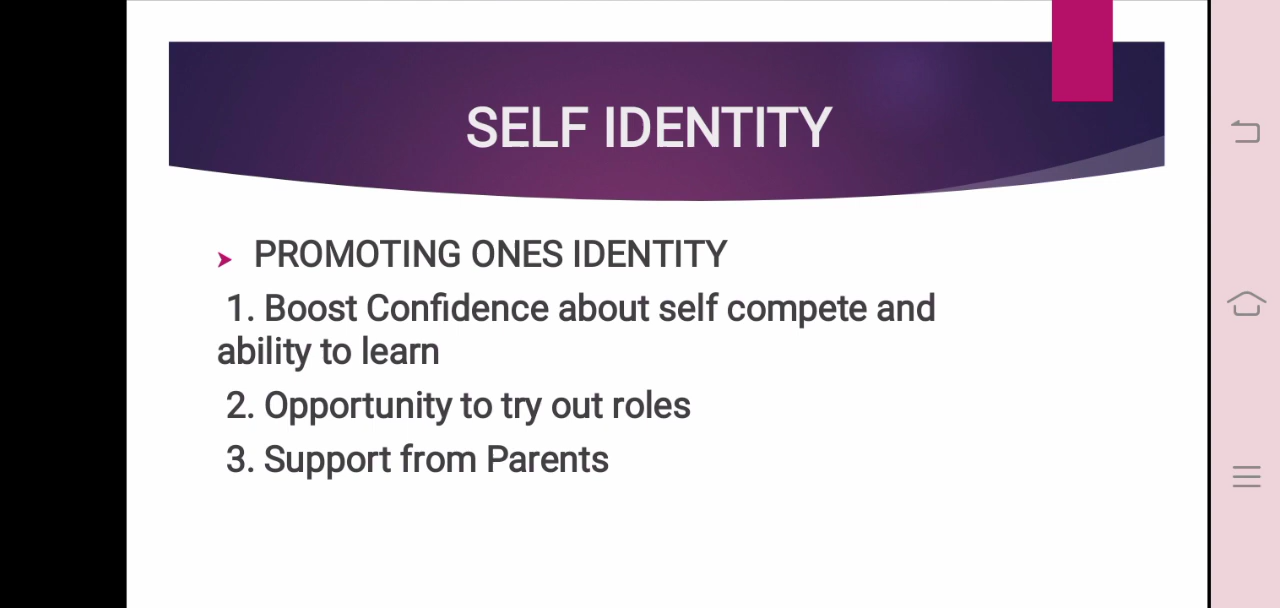 SELF IDENTITY
PROMOTING ONES IDENTITY
1. Boost Confidence about self compete and
ability to learn
2. Opportunity to try out roles
3. Support from Parents